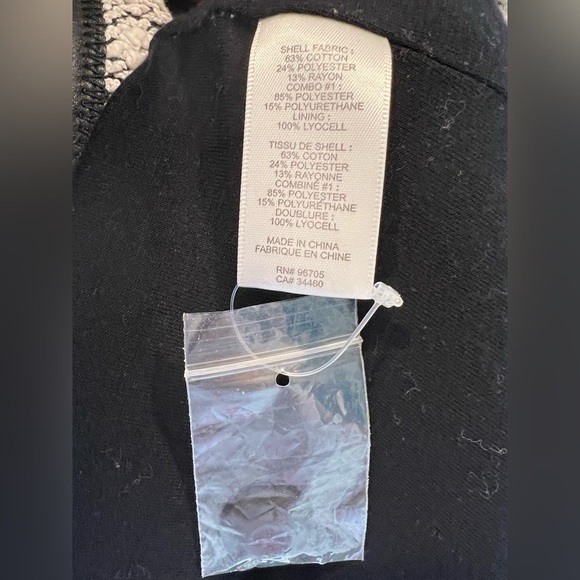 SHELL FABRIC :
63% COTTON
24% POLYESTER
13% RAYON
COMBO #1 :
85% POLYESTER
15% POLYURETHANE
LINING :
100% LYOCELL
TISSU DE SHELL :
63% COTON
24% POLYESTER
13% RAYONNE
COMBINÉ #1 :
85% POLYESTER
15% POLYURÉTHANE
DOUBLURE :
100% LYOCELL
MADE IN CHINA
FABRIQUE EN CHINE
RN# 96705
CA# 34460